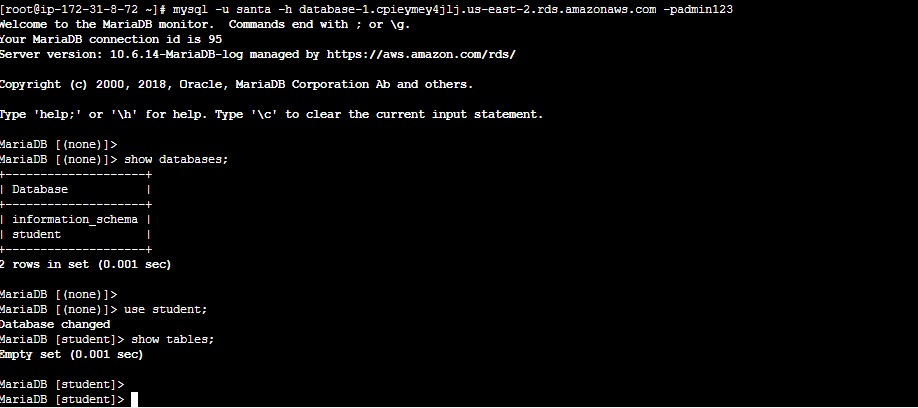 [root@ip-172-31-8-72 ~]# mysql -u santa -h database-1.cpieymey4jlj.us-east-2.rds.amazonaws.com -padmin123
Welcome to the MariaDB monitor.  Commands end with ; or \g.
Your MariaDB connection id is 95
Server version: 10.6.14-MariaDB-log managed by https://aws.amazon.com/rds/

Copyright (c) 2000, 2018, Oracle, MariaDB Corporation Ab and others.

Type 'help;' or '\h' for help. Type '\c' to clear the current input statement.

MariaDB [(none)]>
MariaDB [(none)]> show databases;
+--------------------+
| Database           |
+--------------------+
| information_schema |
| student            |
+--------------------+
2 rows in set (0.001 sec)

MariaDB [(none)]>
MariaDB [(none)]> use student;
Database changed
MariaDB [student]> show tables;
Empty set (0.001 sec)

MariaDB [student]>
MariaDB [student]>